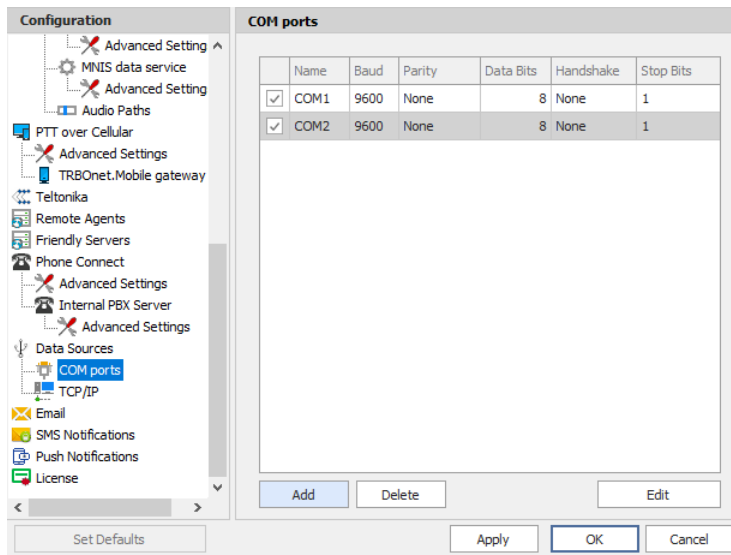 Configuration
Advanced Setting
MNIS data service
Advanced Setting
Audio Paths
PTT over Cellular
Advanced Settings
TRBOnet.Mobile gateway
Teltonika
Remote Agents
Friendly Servers
Phone Connect
Advanced Settings
Internal PBX Server
Advanced Settings
Data Sources
COM ports
TCP/IP
Email
SMS Notifications
Push Notifications
License
Set Defaults
COM ports
Name Baud Parity Data Bits Handshake Stop Bits
COM1 9600 None 8 None 1
COM2 9600 None 8 None 1
Add Delete Edit
Apply OK Cancel